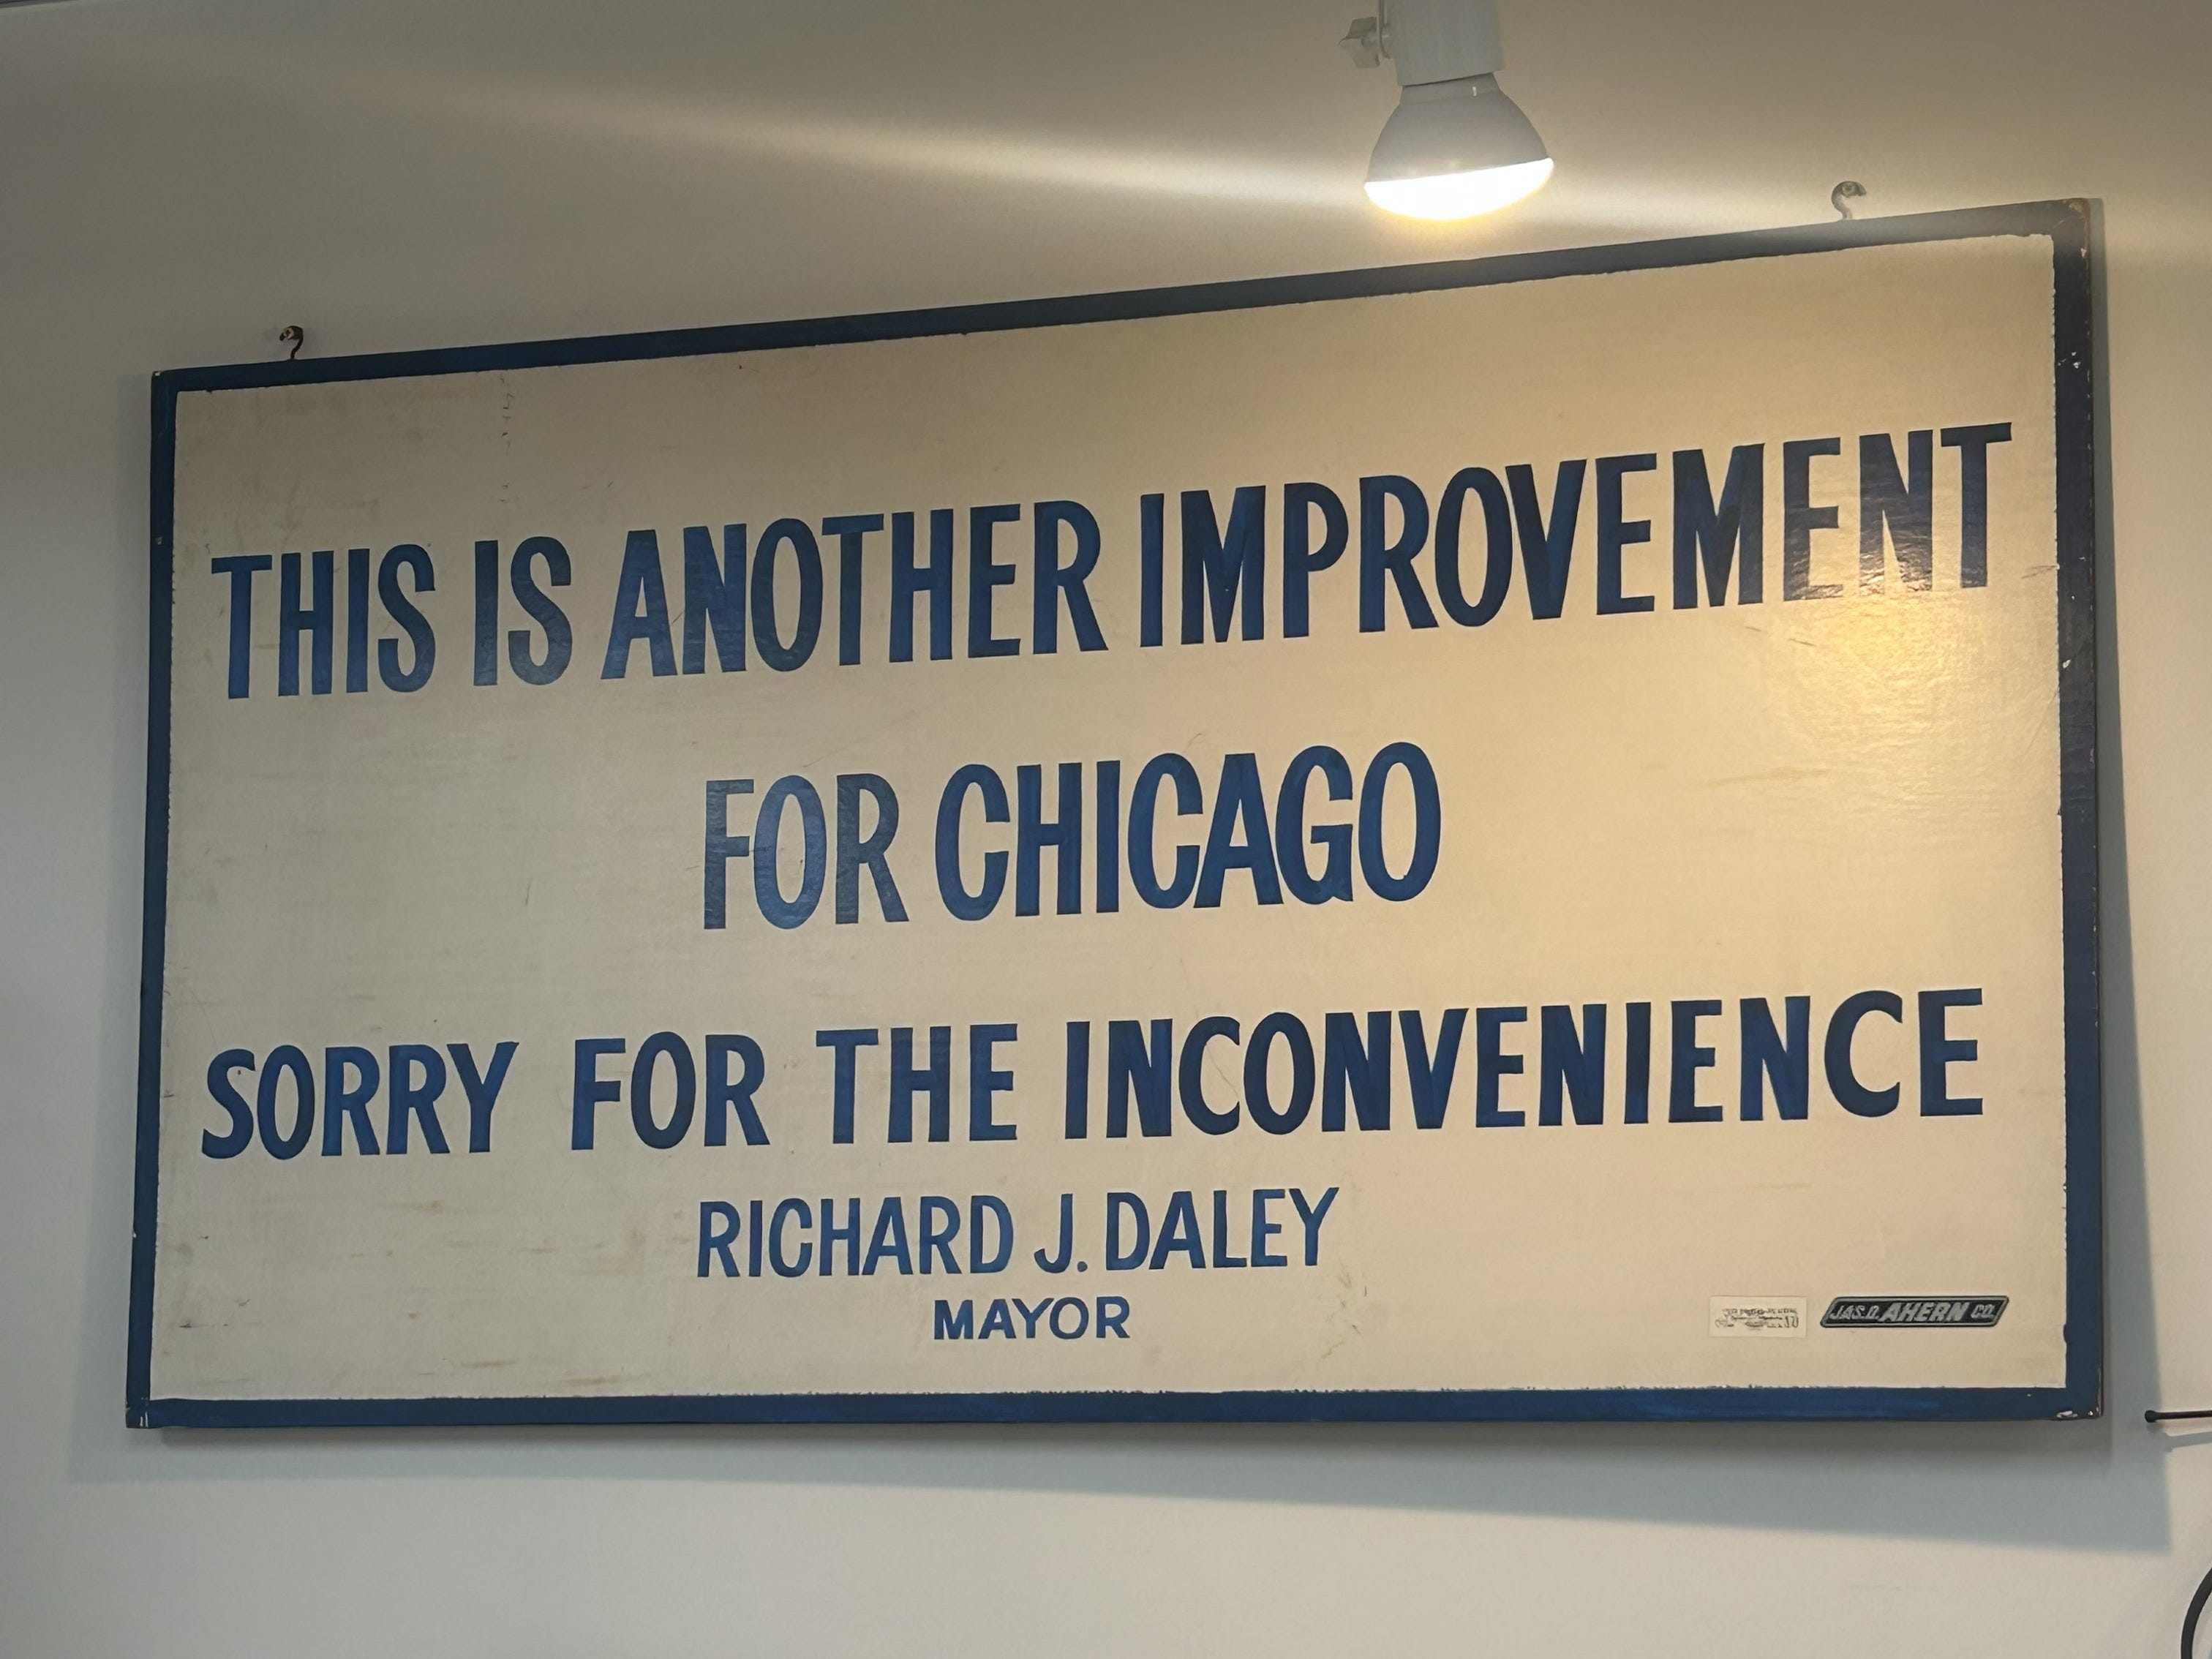 THIS IS ANOTHER IMPROVEMENT
FOR CHICAGO
SORRY FOR THE INCONVENIENCE
RICHARD J. DALEY
MAYOR
JAS. D. AHERN CO.